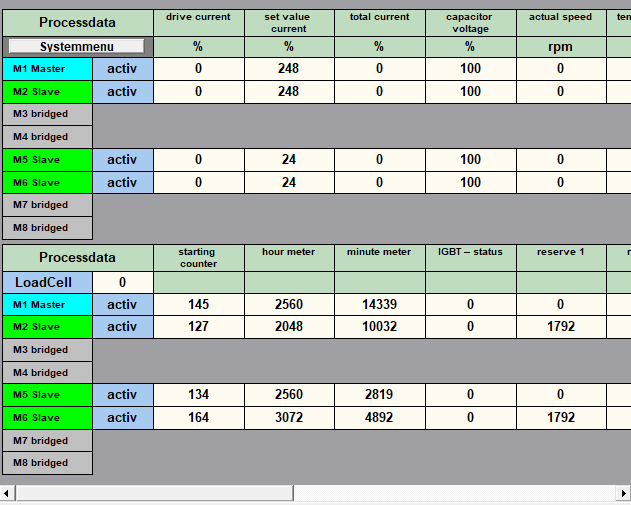 Processdata drive current set value current total current capacitor voltage actual speed
Systemmenu % % % % rpm
M1 Master activ 0 248 0 100 0
M2 Slave activ 0 248 0 100 0
M3 bridged
M4 bridged
M5 Slave activ 0 24 0 100 0
M6 Slave activ 0 24 0 100 0
M7 bridged
M8 bridged
Processdata starting counter hour meter minute meter IGBT – status reserve 1
LoadCell 0
M1 Master activ 145 2560 14339 0 0
M2 Slave activ 127 2048 10032 0 1792
M3 bridged
M4 bridged
M5 Slave activ 134 2560 2819 0 0
M6 Slave activ 164 3072 4892 0 1792
M7 bridged
M8 bridged